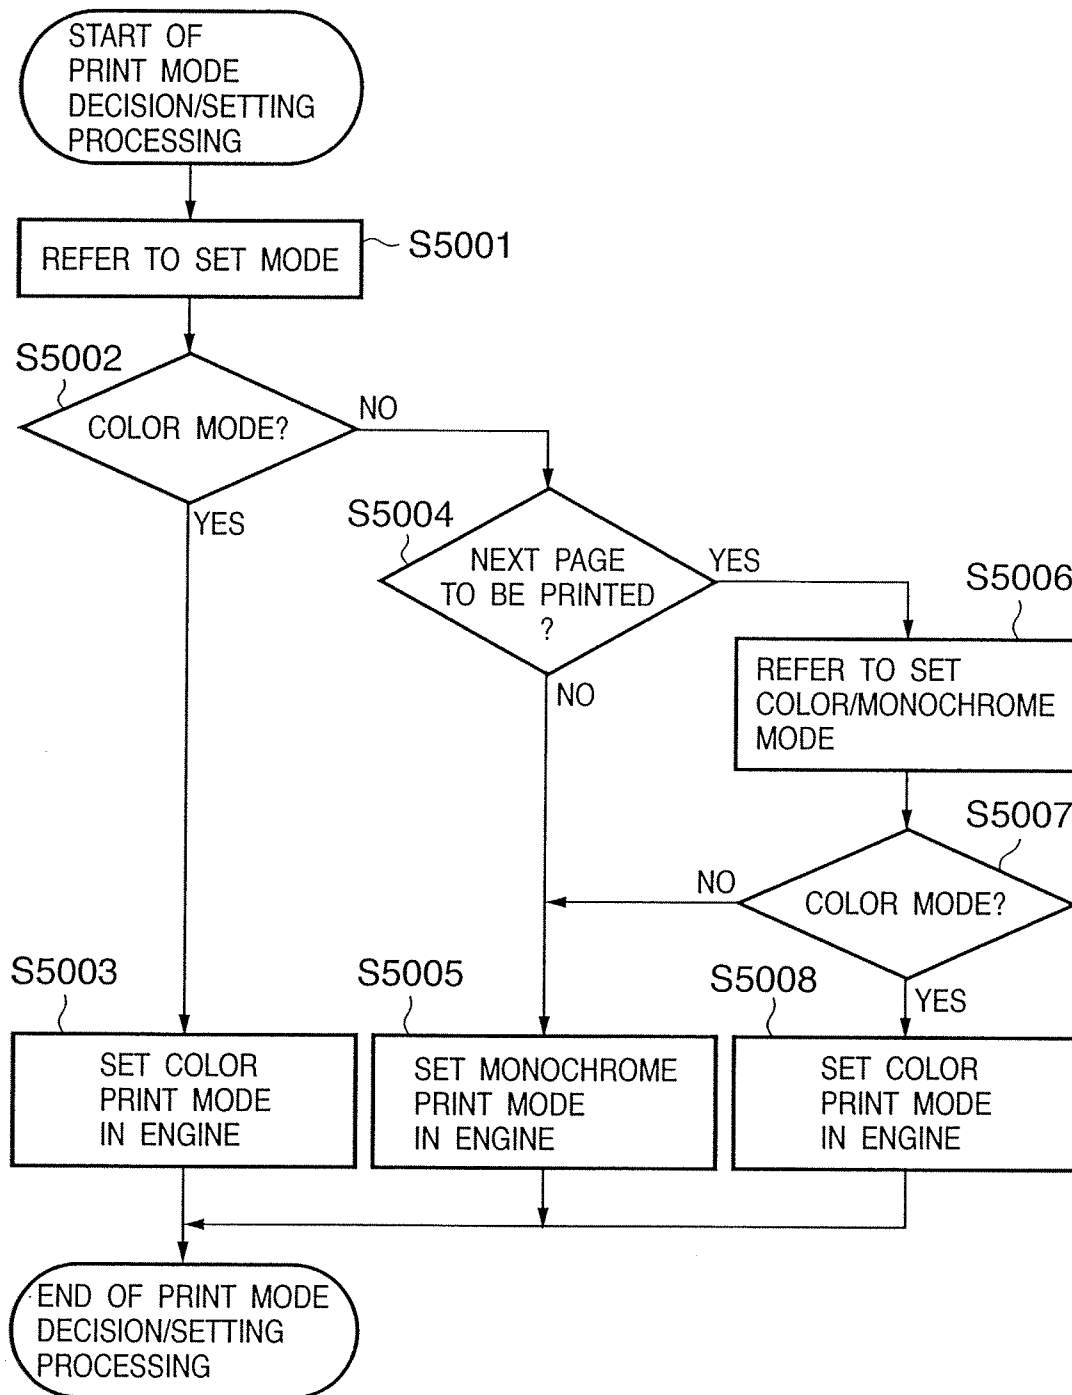 START OF
PRINT MODE
DECISION/SETTING
PROCESSING
REFER TO SET MODE
S5001
S5002
COLOR MODE?
NO
YES
S5004
NEXT PAGE
TO BE PRINTED
?
YES
NO
S5006
REFER TO SET
COLOR/MONOCHROME
MODE
S5007
COLOR MODE?
NO
YES
S5003
SET COLOR
PRINT MODE
IN ENGINE
S5005
SET MONOCHROME
PRINT MODE
IN ENGINE
S5008
SET COLOR
PRINT MODE
IN ENGINE
END OF PRINT MODE
DECISION/SETTING
PROCESSING